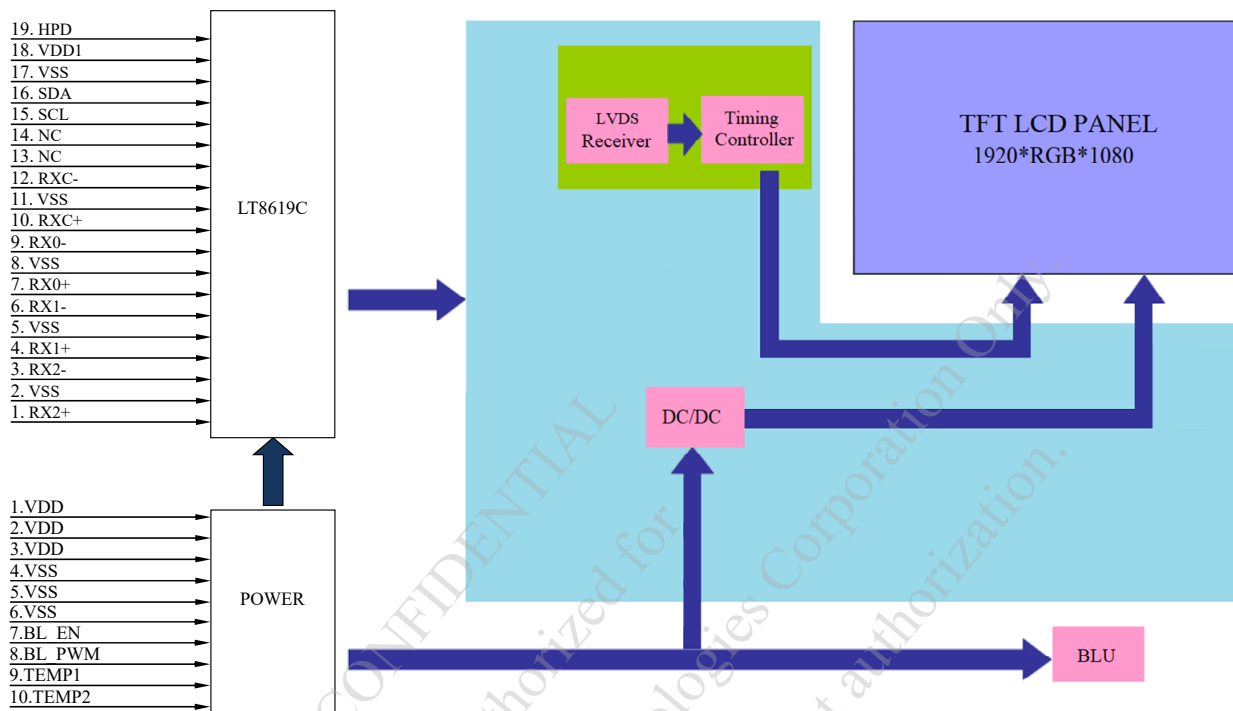 19. HPD
18. VDD1
17. VSS
16. SDA
15. SCL
14. NC
13. NC
12. RXC-
11. VSS
10. RXC+
9. RX0-
8. VSS
7. RX0+
6. RX1-
5. VSS
4. RX1+
3. RX2-
2. VSS
1. RX2+
LT8619C
LVDS
Receiver
Timing
Controller
TFT LCD PANEL
1920*RGB*1080
DC/DC
1.VDD
2.VDD
3.VDD
4.VSS
5.VSS
6.VSS
7.BL_EN
8.BL_PWM
9.TEMP1
10.TEMP2
POWER
BLU
CONFIDENTIAL
Corporation Only.
authorization.